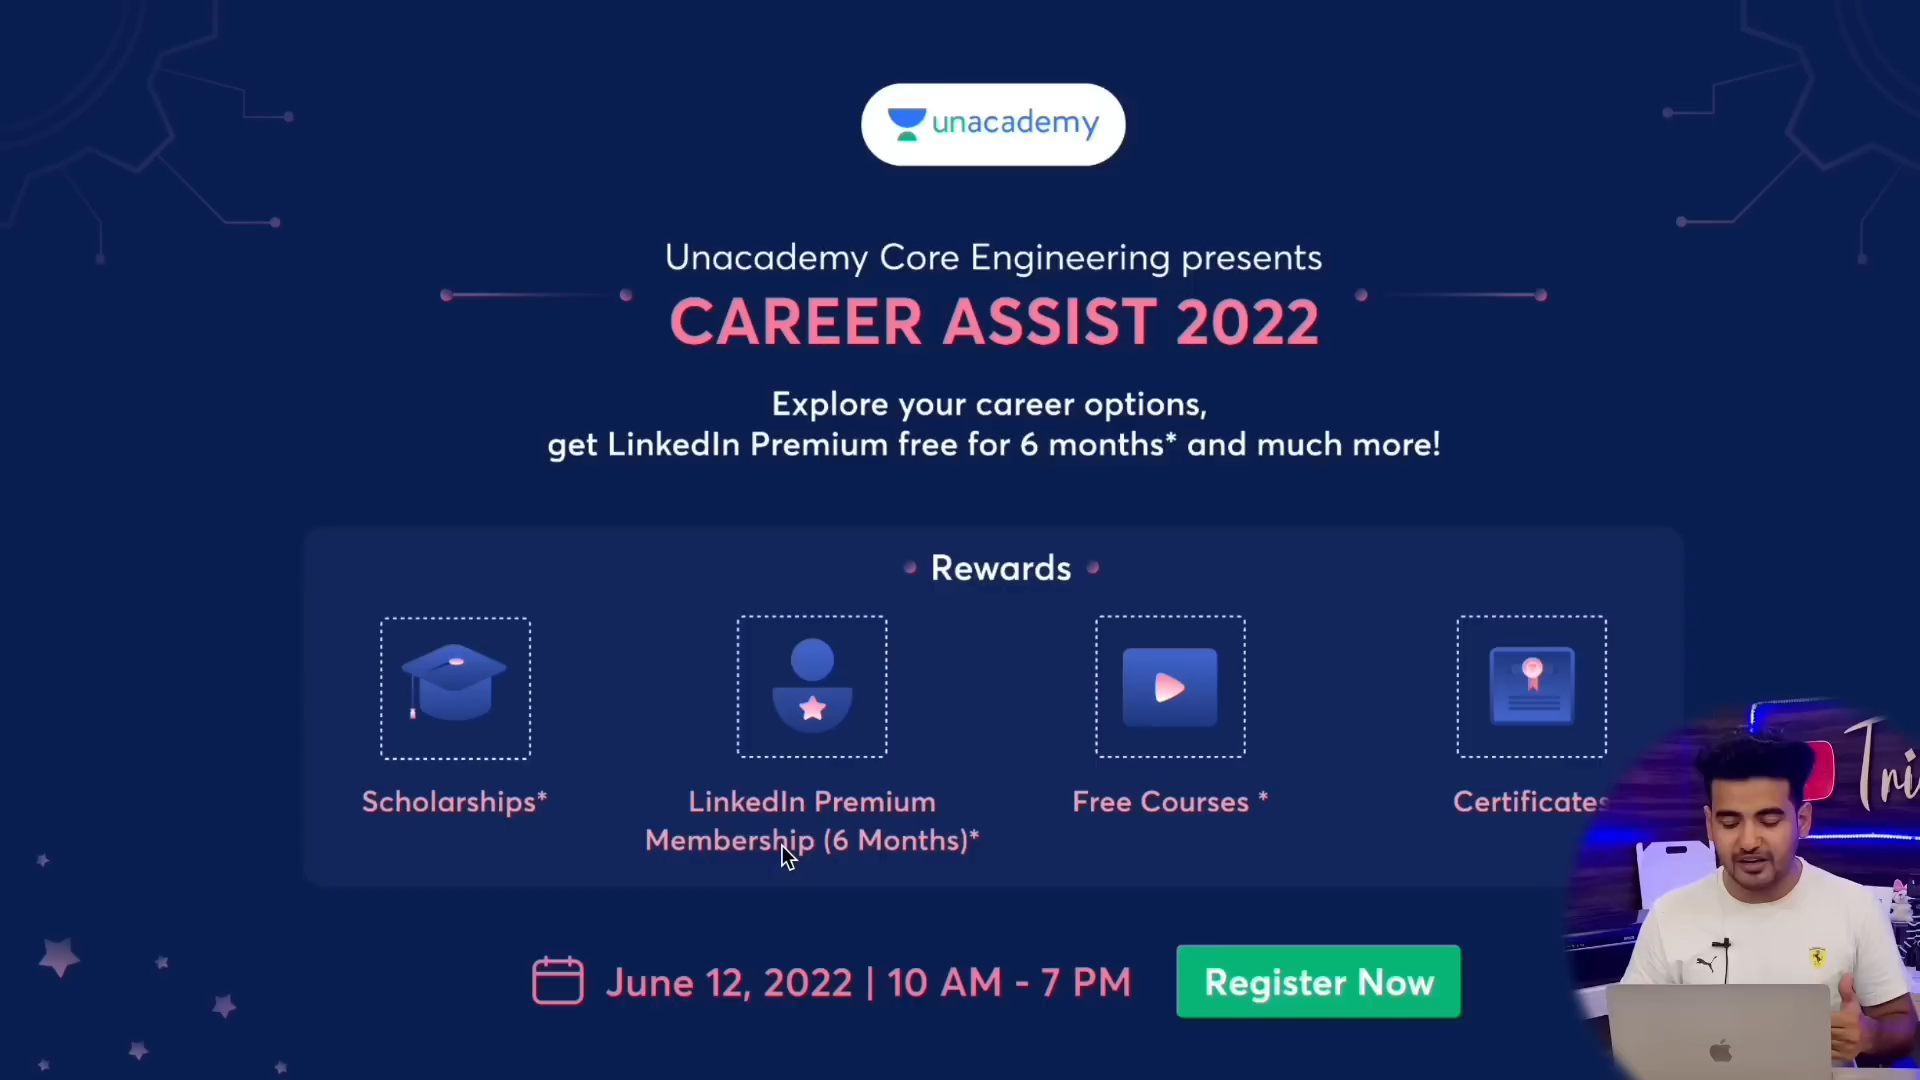 unacademy
Unacademy Core Engineering presents
CAREER ASSIST 2022
Explore your career options,
get LinkedIn Premium free for 6 months* and much more!
Rewards
Scholarships*
LinkedIn Premium
Membership (6 Months)*
Free Courses *
Certificates
June 12, 2022 | 10 AM - 7 PM
Register Now